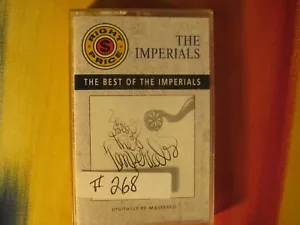 RIGHT
$
PRICE
THE
IMPERIALS
THE BEST OF THE IMPERIALS
the
Imperials
# 268
DIGITALLY RE-MASTERED